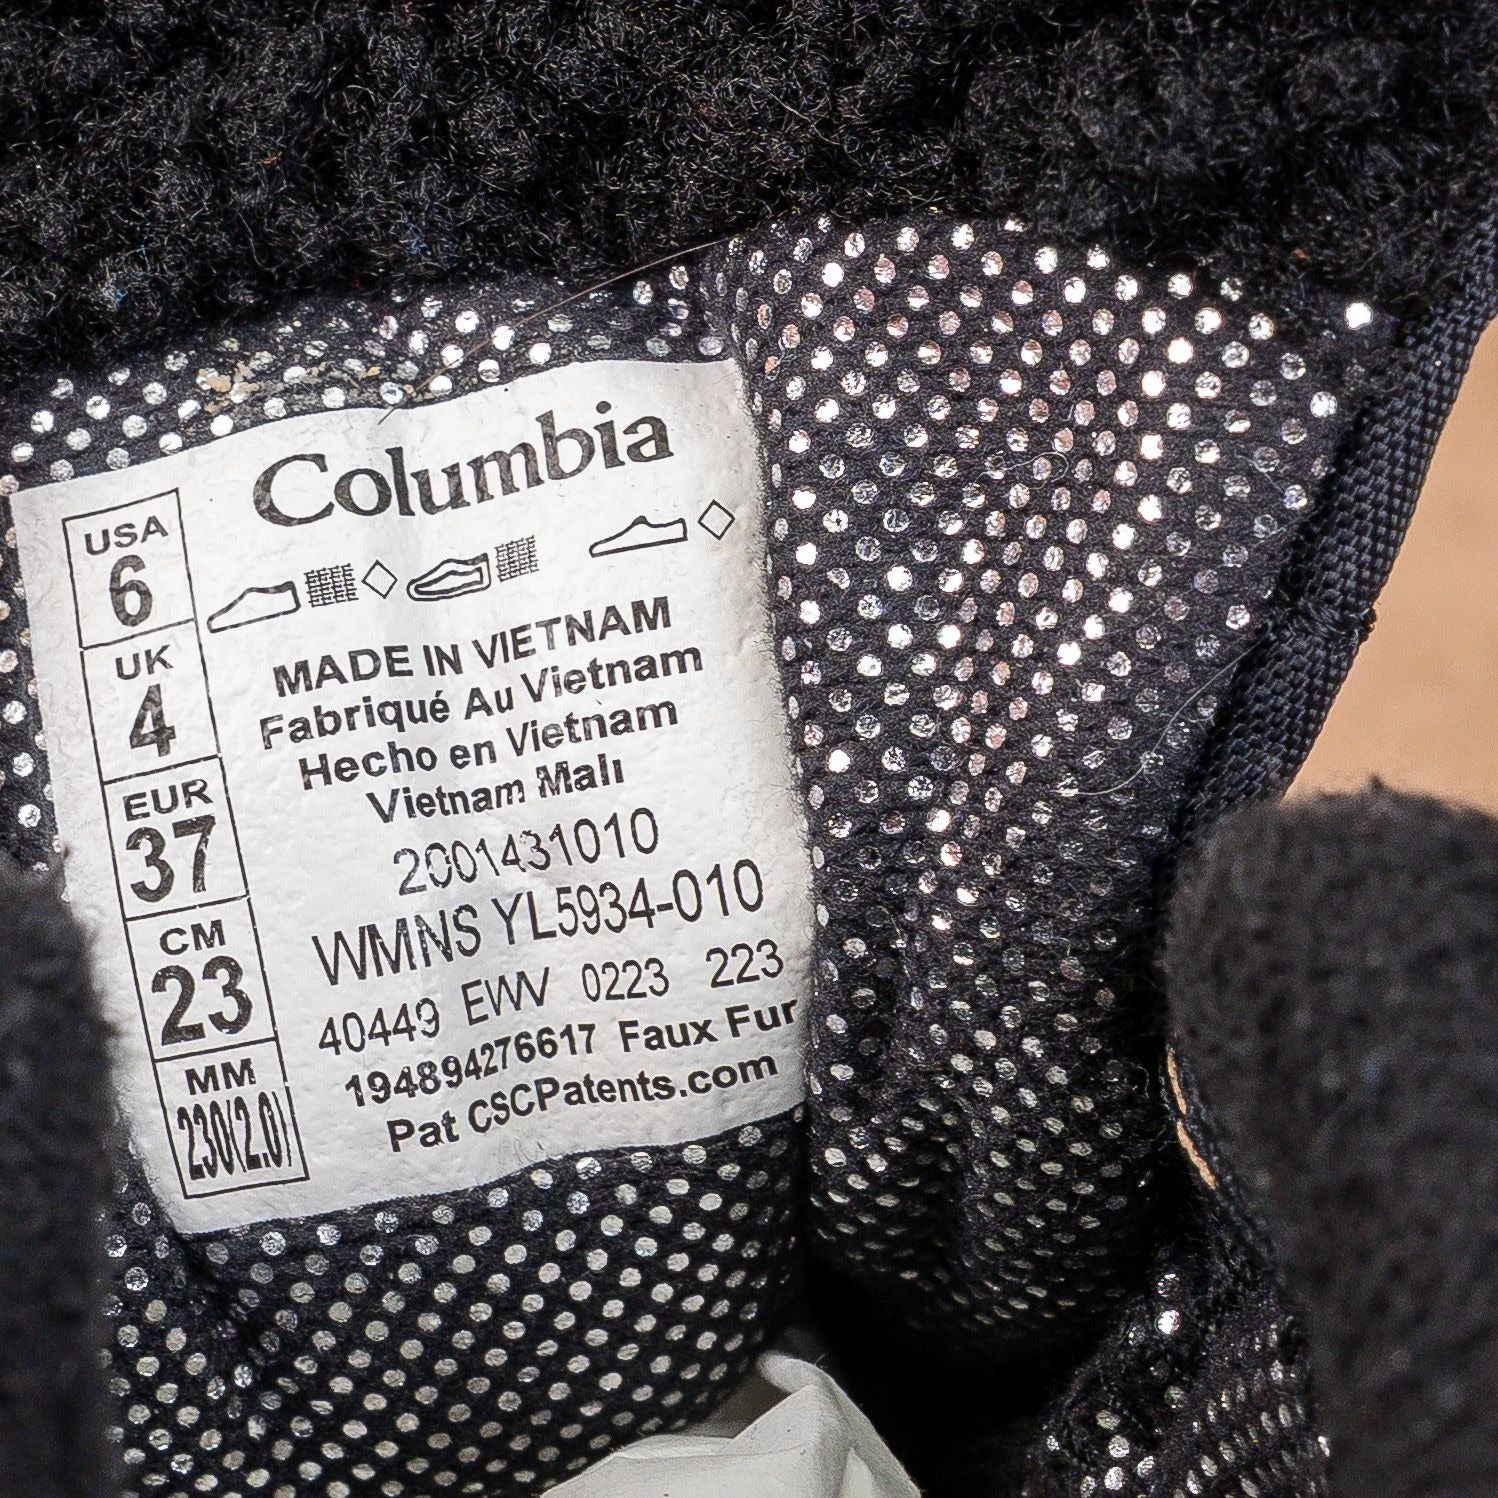 Columbia
USA
6
UK
4
EUR
37
CM
23
MM
230(2.0)
MADE IN VIETNAM
Fabriqué Au Vietnam
Hecho en Vietnam
Vietnam Malı
2001431010
WMNS YL5934-010
40449 EWV 0223 223
194894276617 Faux Fur
Pat CSCPatents.com